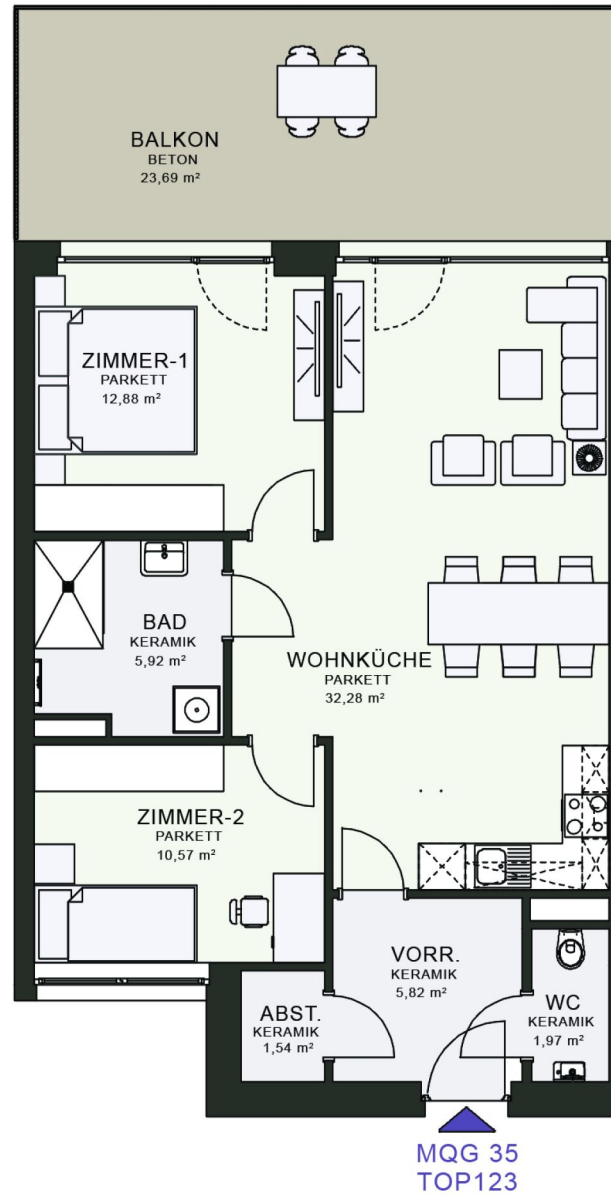 BALKON
BETON
23,69 m²
ZIMMER-1
PARKETT
12,88 m²
BAD
KERAMIK
5,92 m²
WOHNKÜCHE
PARKETT
32,28 m²
ZIMMER-2
PARKETT
10,57 m²
VORR.
KERAMIK
5,82 m²
ABST.
KERAMIK
1,54 m²
WC
KERAMIK
1,97 m²
MQG 35
TOP123